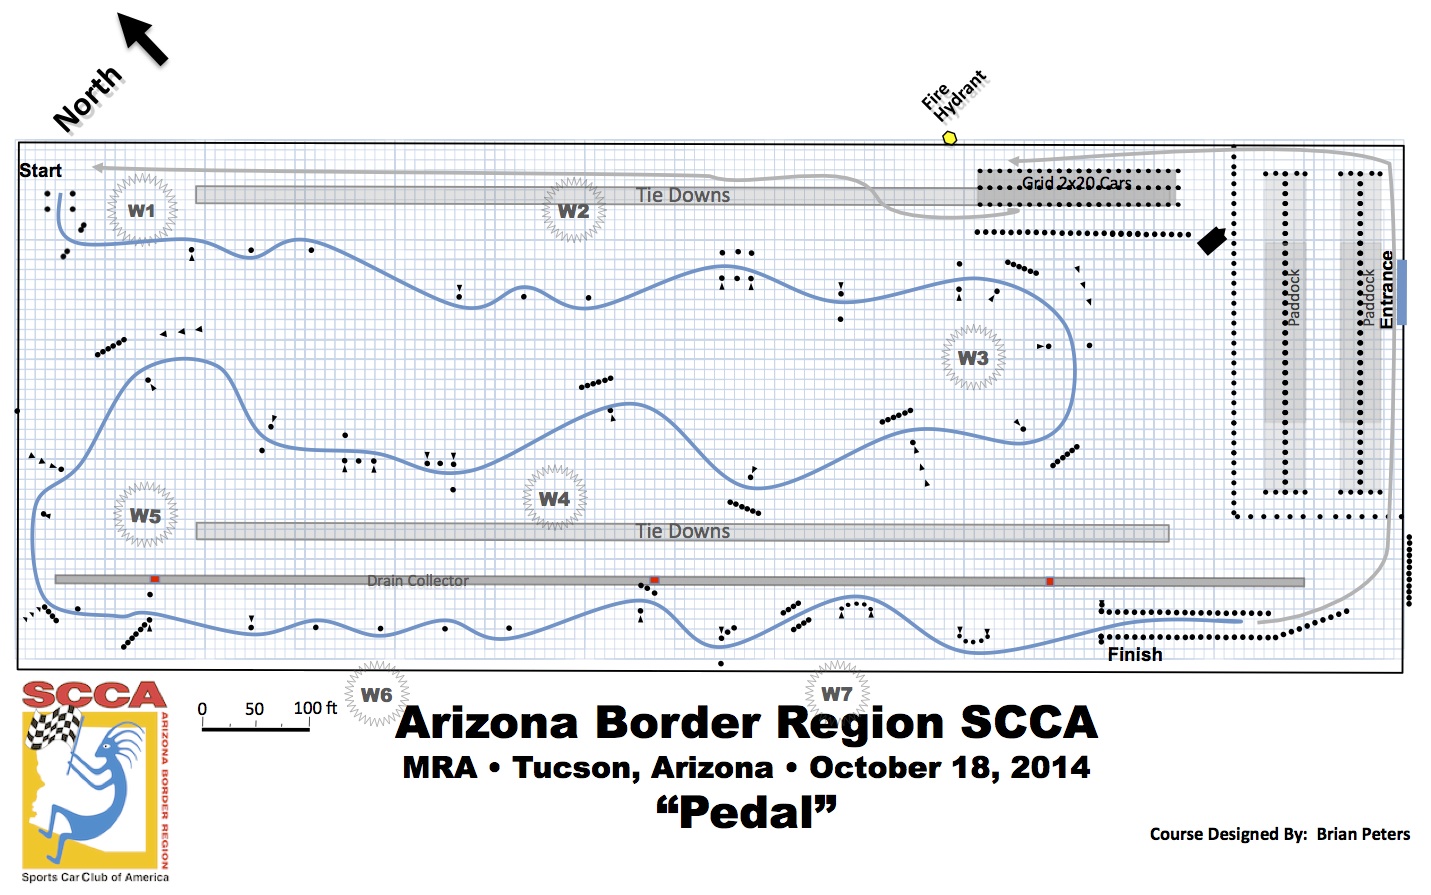 North
Fire
Hydrant
Start
W1
Tie Downs
W2
Grid 2x20 Cars
Paddock
Paddock
Entrance
W3
W4
W5
Tie Downs
Drain Collector
Finish
W6
W7
0 50 100 ft
SCCA
ARIZONA BORDER REGION
Sports Car Club of America
Arizona Border Region SCCA
MRA • Tucson, Arizona • October 18, 2014
“Pedal”
Course Designed By: Brian Peters